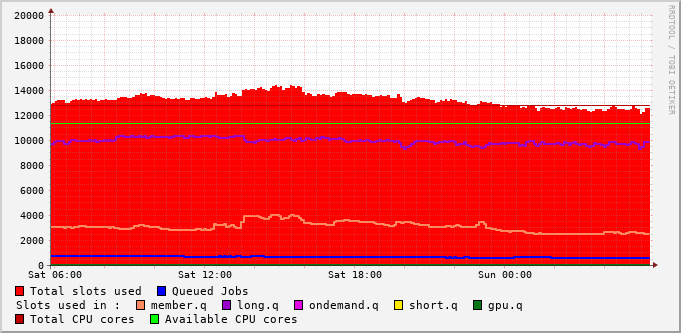 RRDTOOL / TOBI OETIKER
20000
18000
16000
14000
12000
10000
8000
6000
4000
2000
0
Sat 06:00 Sat 12:00 Sat 18:00 Sun 00:00
Total slots used Queued Jobs
Slots used in : member.q long.q ondemand.q short.q gpu.q
Total CPU cores Available CPU cores